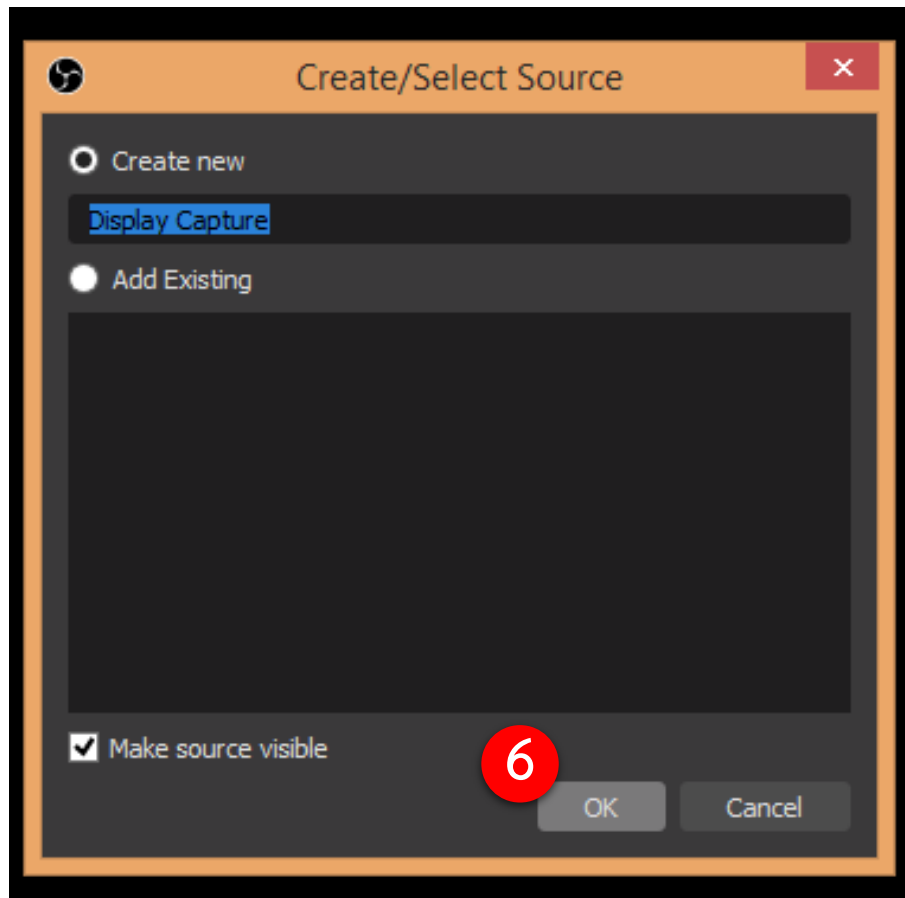 Create/Select Source
Create new
Display Capture
Add Existing
Make source visible
6
OK Cancel